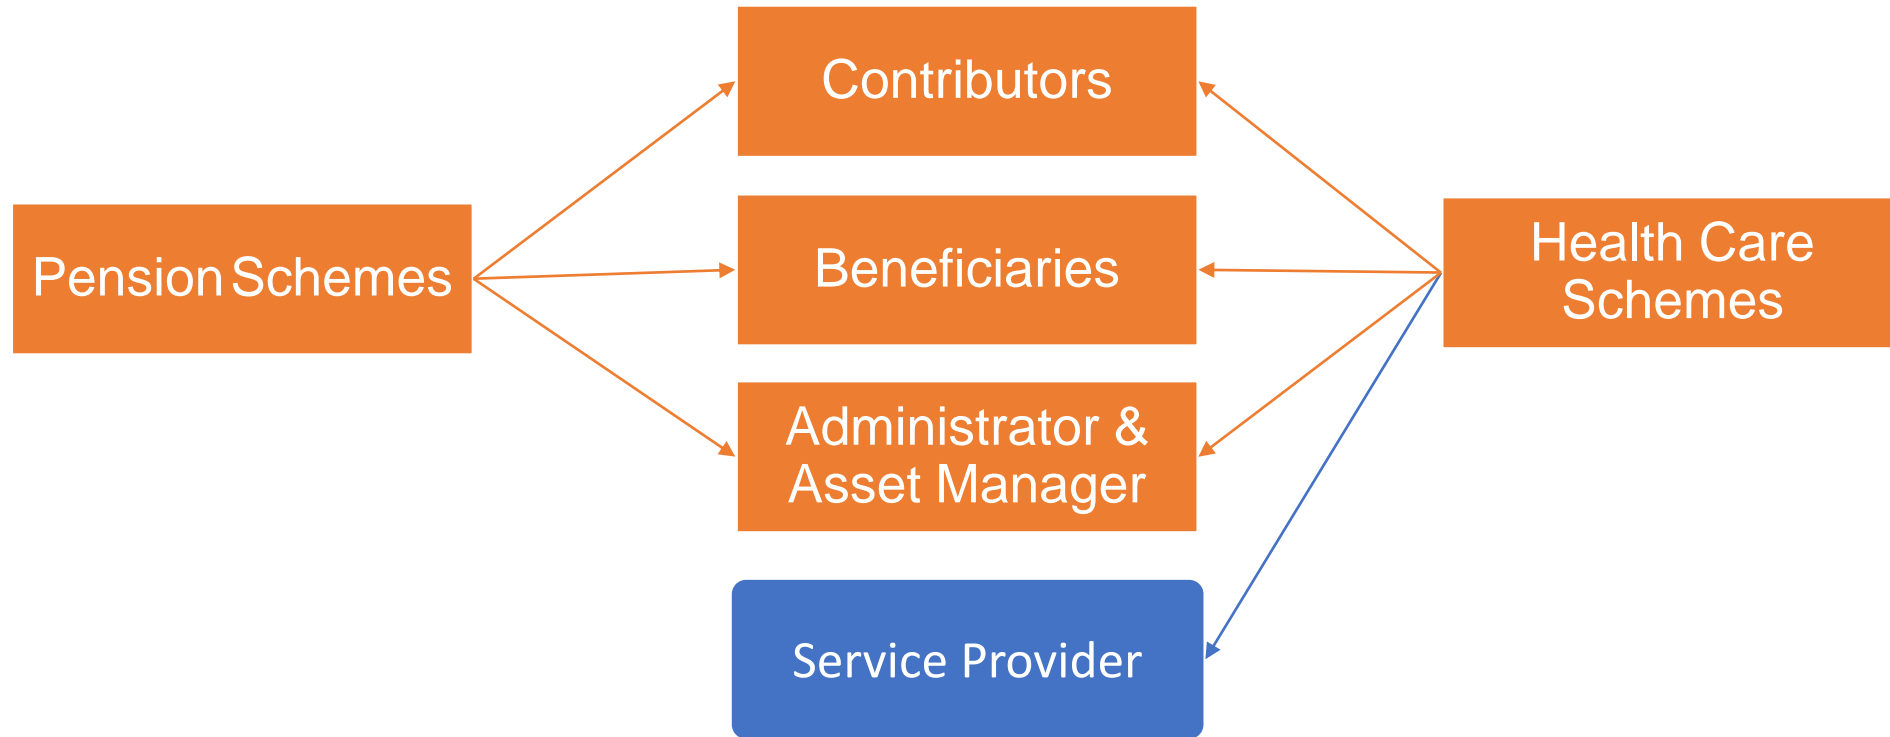 Contributors
Pension Schemes
Beneficiaries
Health Care
Schemes
Administrator &
Asset Manager
Service Provider